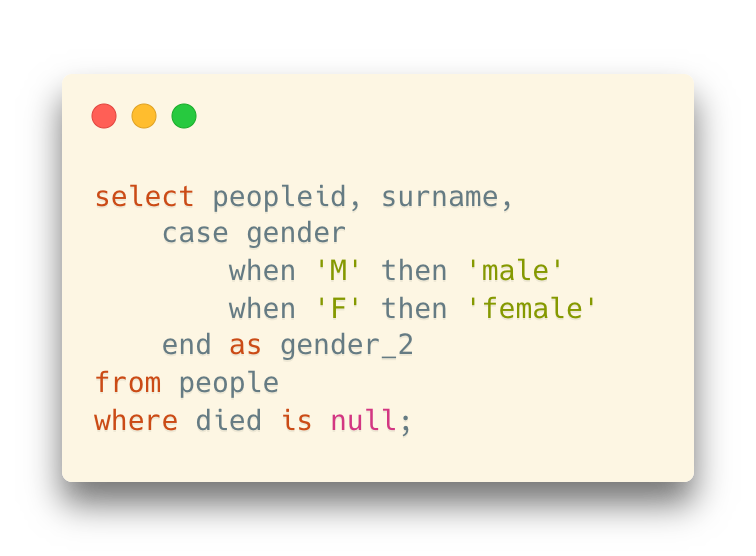 select peopleid, surname,
    case gender
        when 'M' then 'male'
        when 'F' then 'female'
    end as gender_2
from people
where died is null;